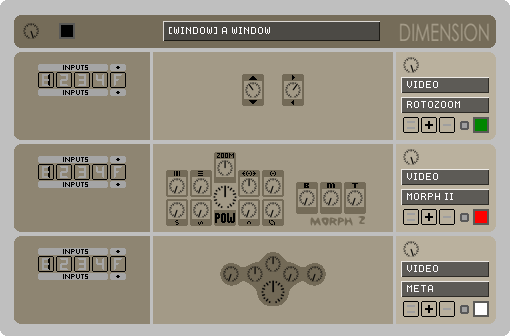 [WINDOW] A WINDOW
DIMENSION
INPUTS +
1 2 3 4 F
INPUTS +
VIDEO
ROTOZOOM
INPUTS +
1 2 3 4 F
INPUTS +
ZOOM
POW
B M T
MORPH 2
VIDEO
MORPH II
INPUTS +
1 2 3 4 F
INPUTS +
VIDEO
META